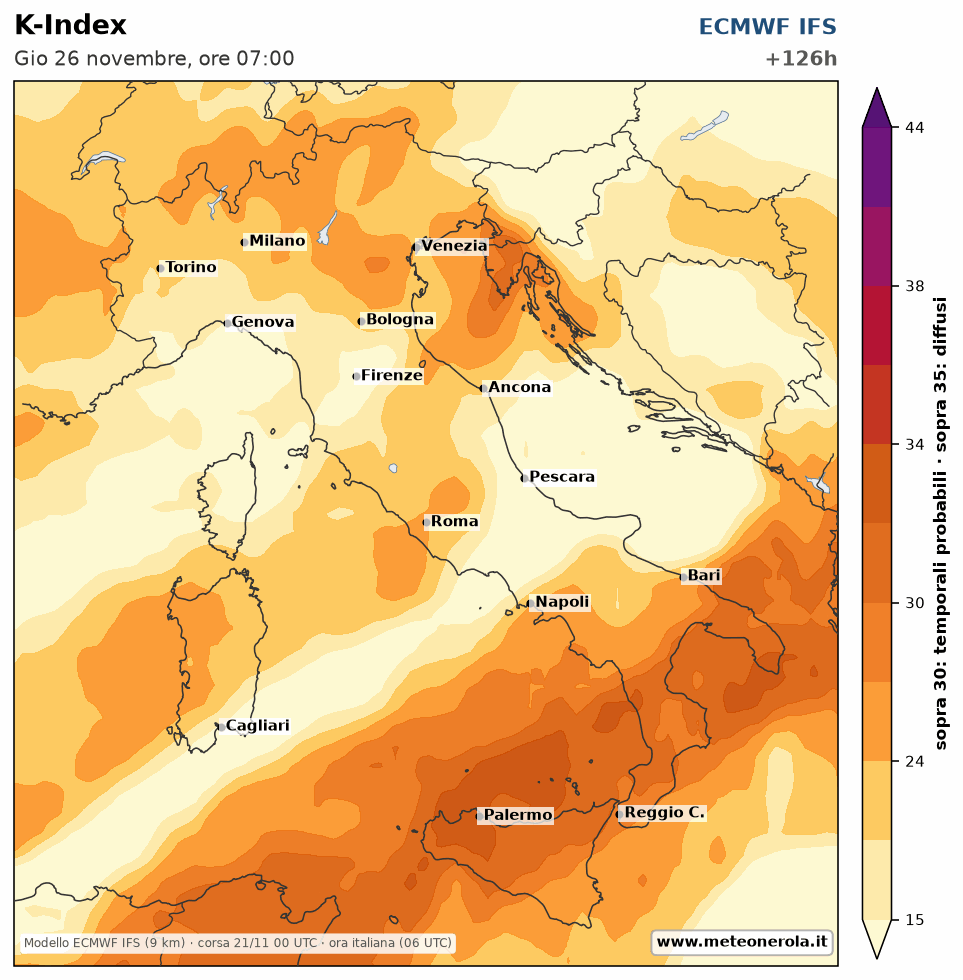 K-Index
ECMWF IFS
Gio 26 novembre, ore 07:00
+126h
Milano
Venezia
Torino
Genova
Bologna
Firenze
Ancona
Pescara
Roma
Bari
Napoli
Cagliari
Palermo
Reggio C.
44
38
34
30
24
15
sopra 30: temporali probabili · sopra 35: diffusi
Modello ECMWF IFS (9 km) · corsa 21/11 00 UTC · ora italiana (06 UTC)
www.meteonerola.it